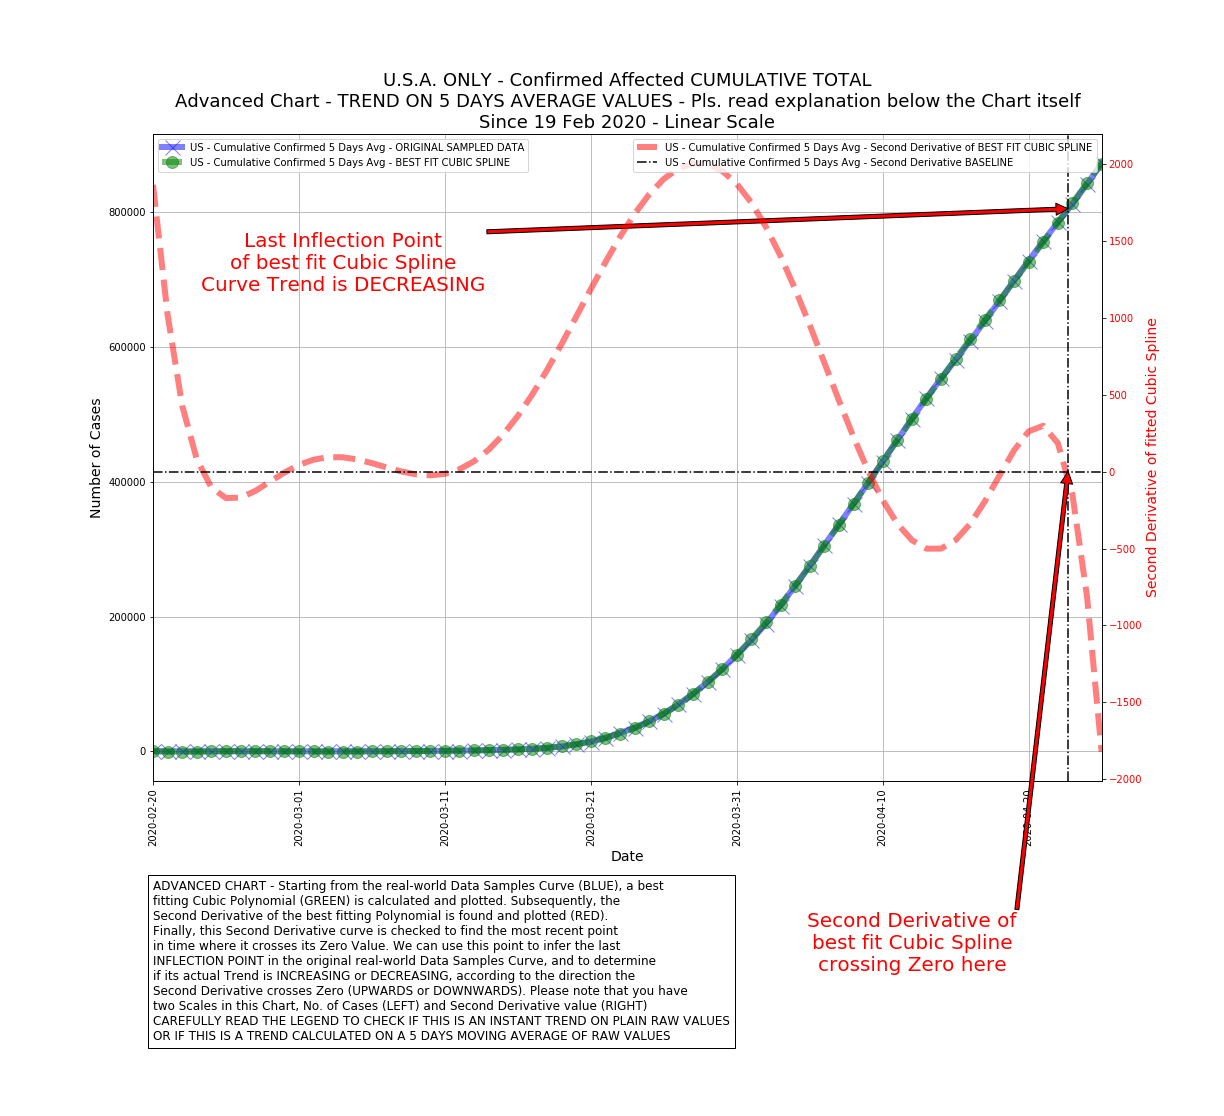 U.S.A. ONLY - Confirmed Affected CUMULATIVE TOTAL
Advanced Chart - TREND ON 5 DAYS AVERAGE VALUES - Pls. read explanation below the Chart itself
Since 19 Feb 2020 - Linear Scale
US - Cumulative Confirmed 5 Days Avg - ORIGINAL SAMPLED DATA
US - Cumulative Confirmed 5 Days Avg - BEST FIT CUBIC SPLINE
US - Cumulative Confirmed 5 Days Avg - Second Derivative of BEST FIT CUBIC SPLINE
US - Cumulative Confirmed 5 Days Avg - Second Derivative BASELINE
Last Inflection Point
of best fit Cubic Spline
Curve Trend is DECREASING
Number of Cases
800000
600000
400000
200000
0
2000
1500
1000
500
0
−500
−1000
−1500
−2000
Second Derivative of fitted Cubic Spline
2020-02-20
2020-03-01
2020-03-11
2020-03-21
2020-03-31
2020-04-10
2020-04-20
Date
ADVANCED CHART - Starting from the real-world Data Samples Curve (BLUE), a best
fitting Cubic Polynomial (GREEN) is calculated and plotted. Subsequently, the
Second Derivative of the best fitting Polynomial is found and plotted (RED).
Finally, this Second Derivative curve is checked to find the most recent point
in time where it crosses its Zero Value. We can use this point to infer the last
INFLECTION POINT in the original real-world Data Samples Curve, and to determine
if its actual Trend is INCREASING or DECREASING, according to the direction the
Second Derivative crosses Zero (UPWARDS or DOWNWARDS). Please note that you have
two Scales in this Chart, No. of Cases (LEFT) and Second Derivative value (RIGHT)
CAREFULLY READ THE LEGEND TO CHECK IF THIS IS AN INSTANT TREND ON PLAIN RAW VALUES
OR IF THIS IS A TREND CALCULATED ON A 5 DAYS MOVING AVERAGE OF RAW VALUES
Second Derivative of
best fit Cubic Spline
crossing Zero here